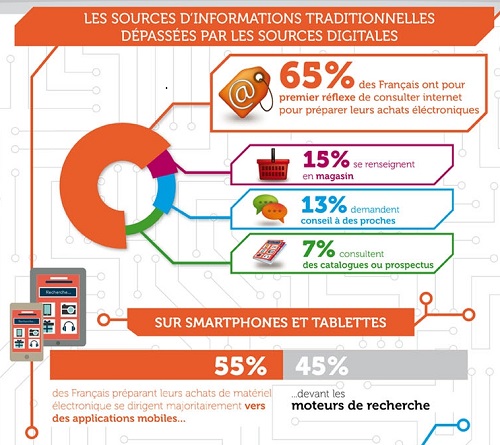 LES SOURCES D'INFORMATIONS TRADITIONNELLES
DÉPASSÉES PAR LES SOURCES DIGITALES
65% des Français ont pour
premier réflexe de consulter internet
pour préparer leurs achats éléctroniques
@
15% se renseignent
en magasin
13% demandent
conseil à des proches
7% consultent
des catalogues ou prospectus
Recherche...
Recherche...
SUR SMARTPHONES ET TABLETTES
55%
45%
des Français préparant leurs achats de matériel
électronique se dirigent majoritairement vers
des applications mobiles...
...devant les
moteurs de recherche